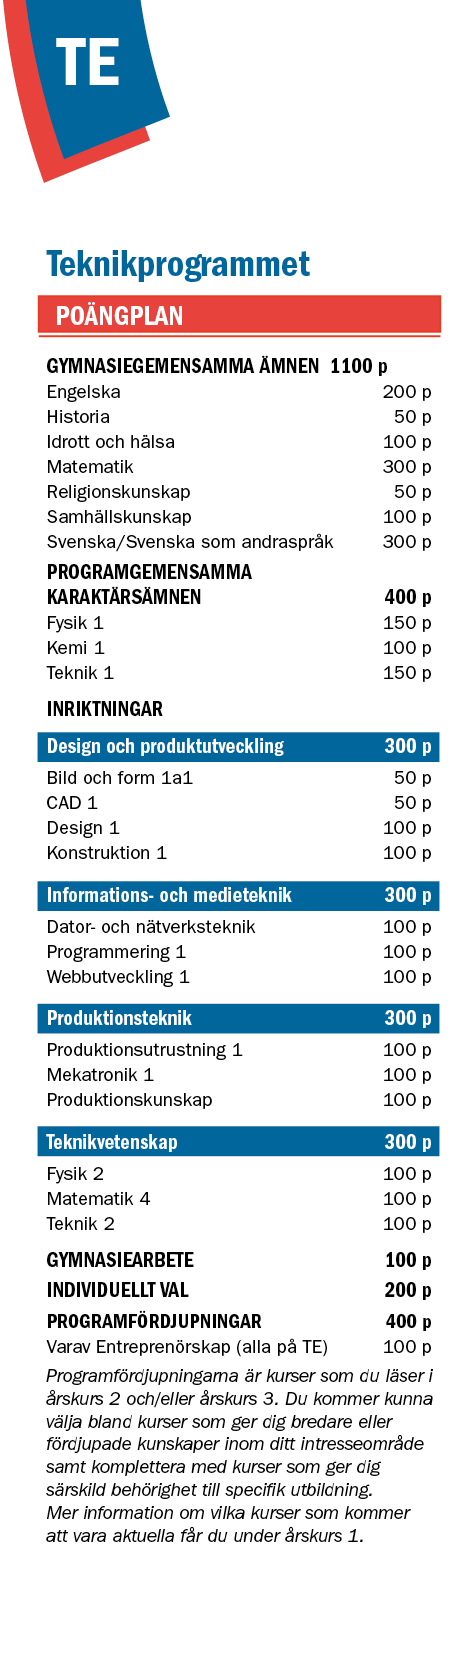 TE
Teknikprogrammet
POÄNGPLAN
GYMNASIEGEMENSAMMA ÄMNEN 1100 p
Engelska 200 p
Historia 50 p
Idrott och hälsa 100 p
Matematik 300 p
Religionskunskap 50 p
Samhällskunskap 100 p
Svenska/Svenska som andraspråk 300 p
PROGRAMGEMENSAMMA
KARAKTÄRSÄMNEN 400 p
Fysik 1 150 p
Kemi 1 100 p
Teknik 1 150 p
INRIKTNINGAR
Design och produktutveckling 300 p
Bild och form 1a1 50 p
CAD 1 50 p
Design 1 100 p
Konstruktion 1 100 p
Informations- och medieteknik 300 p
Dator- och nätverksteknik 100 p
Programmering 1 100 p
Webbutveckling 1 100 p
Produktionsteknik 300 p
Produktionsutrustning 1 100 p
Mekatronik 1 100 p
Produktionskunskap 100 p
Teknikvetenskap 300 p
Fysik 2 100 p
Matematik 4 100 p
Teknik 2 100 p
GYMNASIEARBETE 100 p
INDIVIDUELLT VAL 200 p
PROGRAMFÖRDJUPNINGAR 400 p
Varav Entreprenörskap (alla på TE) 100 p
Programfördjupningarna är kurser som du läser i
årskurs 2 och/eller årskurs 3. Du kommer kunna
välja bland kurser som ger dig bredare eller
fördjupade kunskaper inom ditt intresseområde
samt komplettera med kurser som ger dig
särskild behörighet till specifik utbildning.
Mer information om vilka kurser som kommer
att vara aktuella får du under årskurs 1.